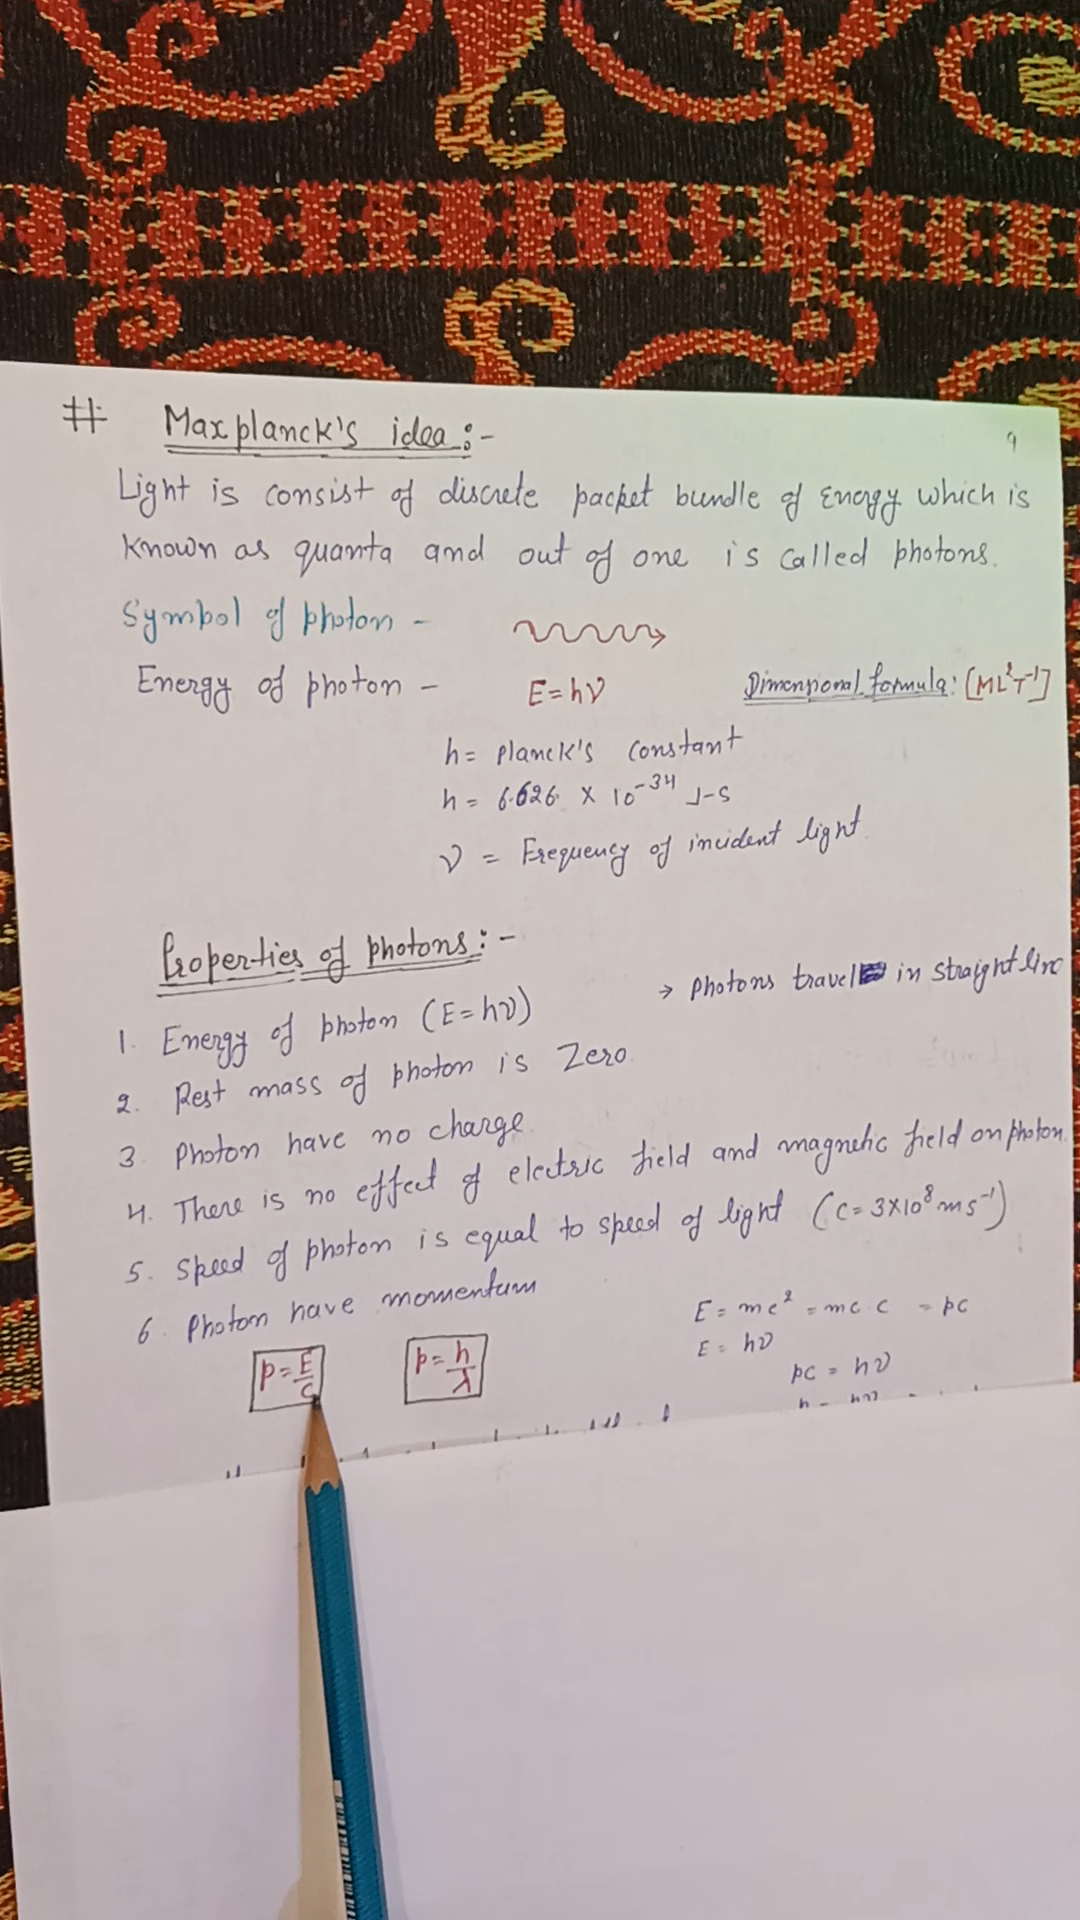 # Maxplanck's idea :-
9
Light is consist of discrete packet bundle of Energy which is
known as quanta and out of one is called photons.
Symbol of photon -
Energy of photon - E=hν Dimensional formula: [ML²T⁻¹]
h = Planck's constant
h = 6.626 × 10⁻³⁴ J-S
ν = Frequency of incident light.
Properties of photons :-
→ Photons travel in straight line
1. Energy of photon (E=hν)
2. Rest mass of photon is Zero.
3. Photon have no charge.
4. There is no effect of electric field and magnetic field on photon.
5. Speed of photon is equal to speed of light (C=3×10⁸ms⁻¹)
6. Photon have momentum
E = mc² = mc.c = pc
E = hν
p=E/C p=h/λ
pc = hν